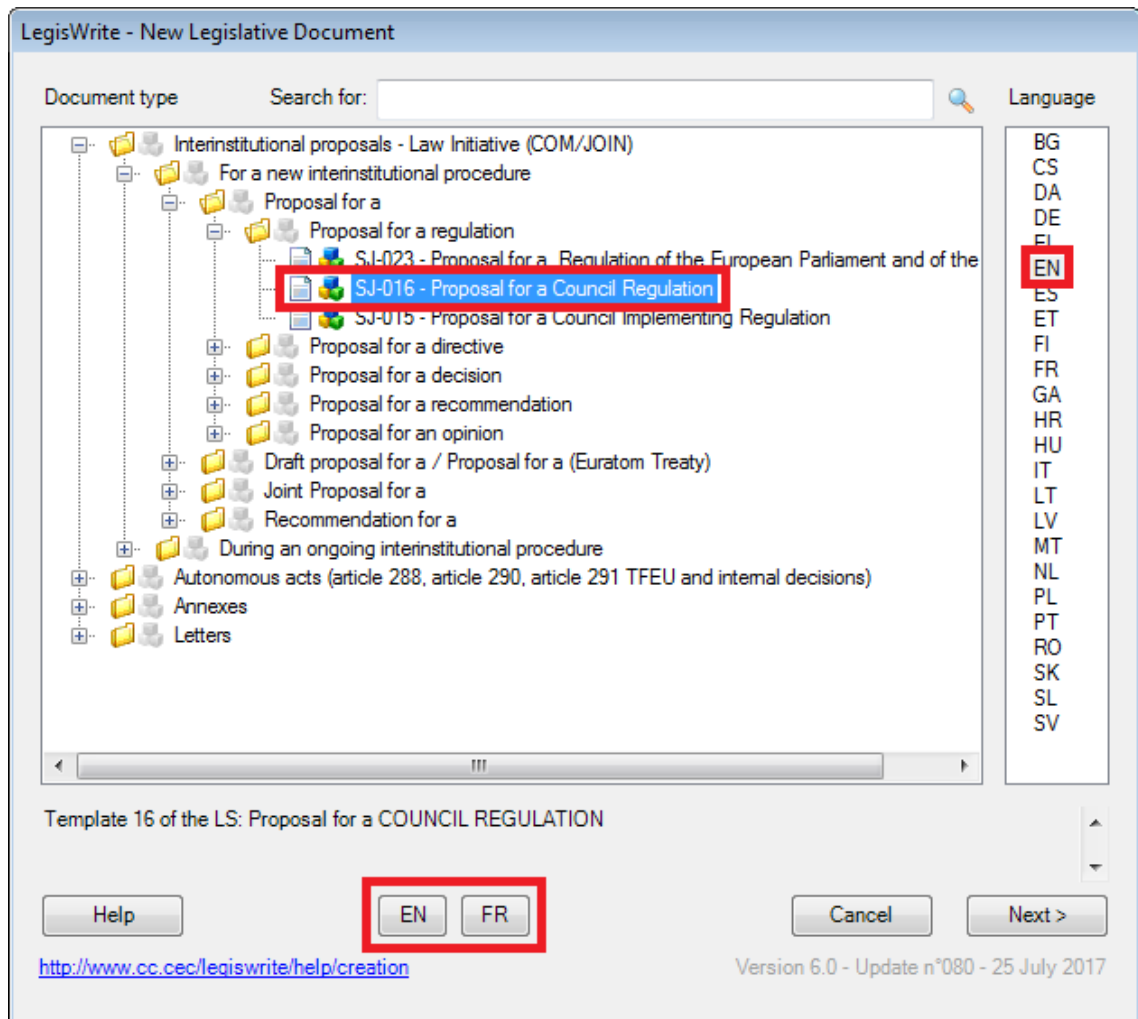 LegisWrite - New Legislative Document
Document type Search for: Language
Interinstitutional proposals - Law Initiative (COM/JOIN)
For a new interinstitutional procedure
Proposal for a
Proposal for a regulation
SJ-023 - Proposal for a Regulation of the European Parliament and of the
SJ-016 - Proposal for a Council Regulation
SJ-015 - Proposal for a Council Implementing Regulation
Proposal for a directive
Proposal for a decision
Proposal for a recommendation
Proposal for an opinion
Draft proposal for a / Proposal for a (Euratom Treaty)
Joint Proposal for a
Recommendation for a
During an ongoing interinstitutional procedure
Autonomous acts (article 288, article 290, article 291 TFEU and internal decisions)
Annexes
Letters
BG
CS
DA
DE
EL
EN
ES
ET
FI
FR
GA
HR
HU
IT
LT
LV
MT
NL
PL
PT
RO
SK
SL
SV
Template 16 of the LS: Proposal for a COUNCIL REGULATION
Help EN FR Cancel Next >
http://www.cc.cec/legiswrite/help/creation Version 6.0 - Update n°080 - 25 July 2017